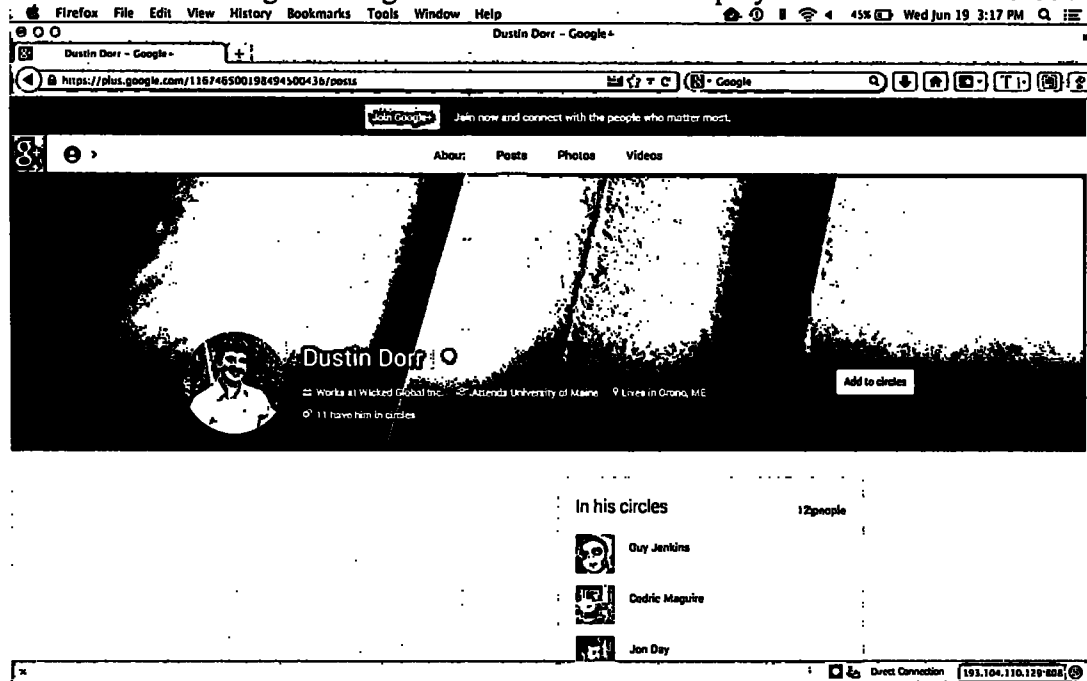 Firefox File Edit View History Bookmarks Tools Window Help 45% Wed Jun 19 3:17 PM
Dustin Dorr - Google+
Dustin Dorr - Google+ +
https://plus.google.com/116746500198494500436/posts Google
Join Google+ Join now and connect with the people who matter most.
g+ About Posts Photos Videos
Dustin Dorr
Works at Wicked Global Inc. Attends University of Maine Lives in Orono, ME
Add to circles
11 have him in circles
In his circles 12 people
Guy Jenkins
Cedric Maguire
Jon Day
x Direct Connection